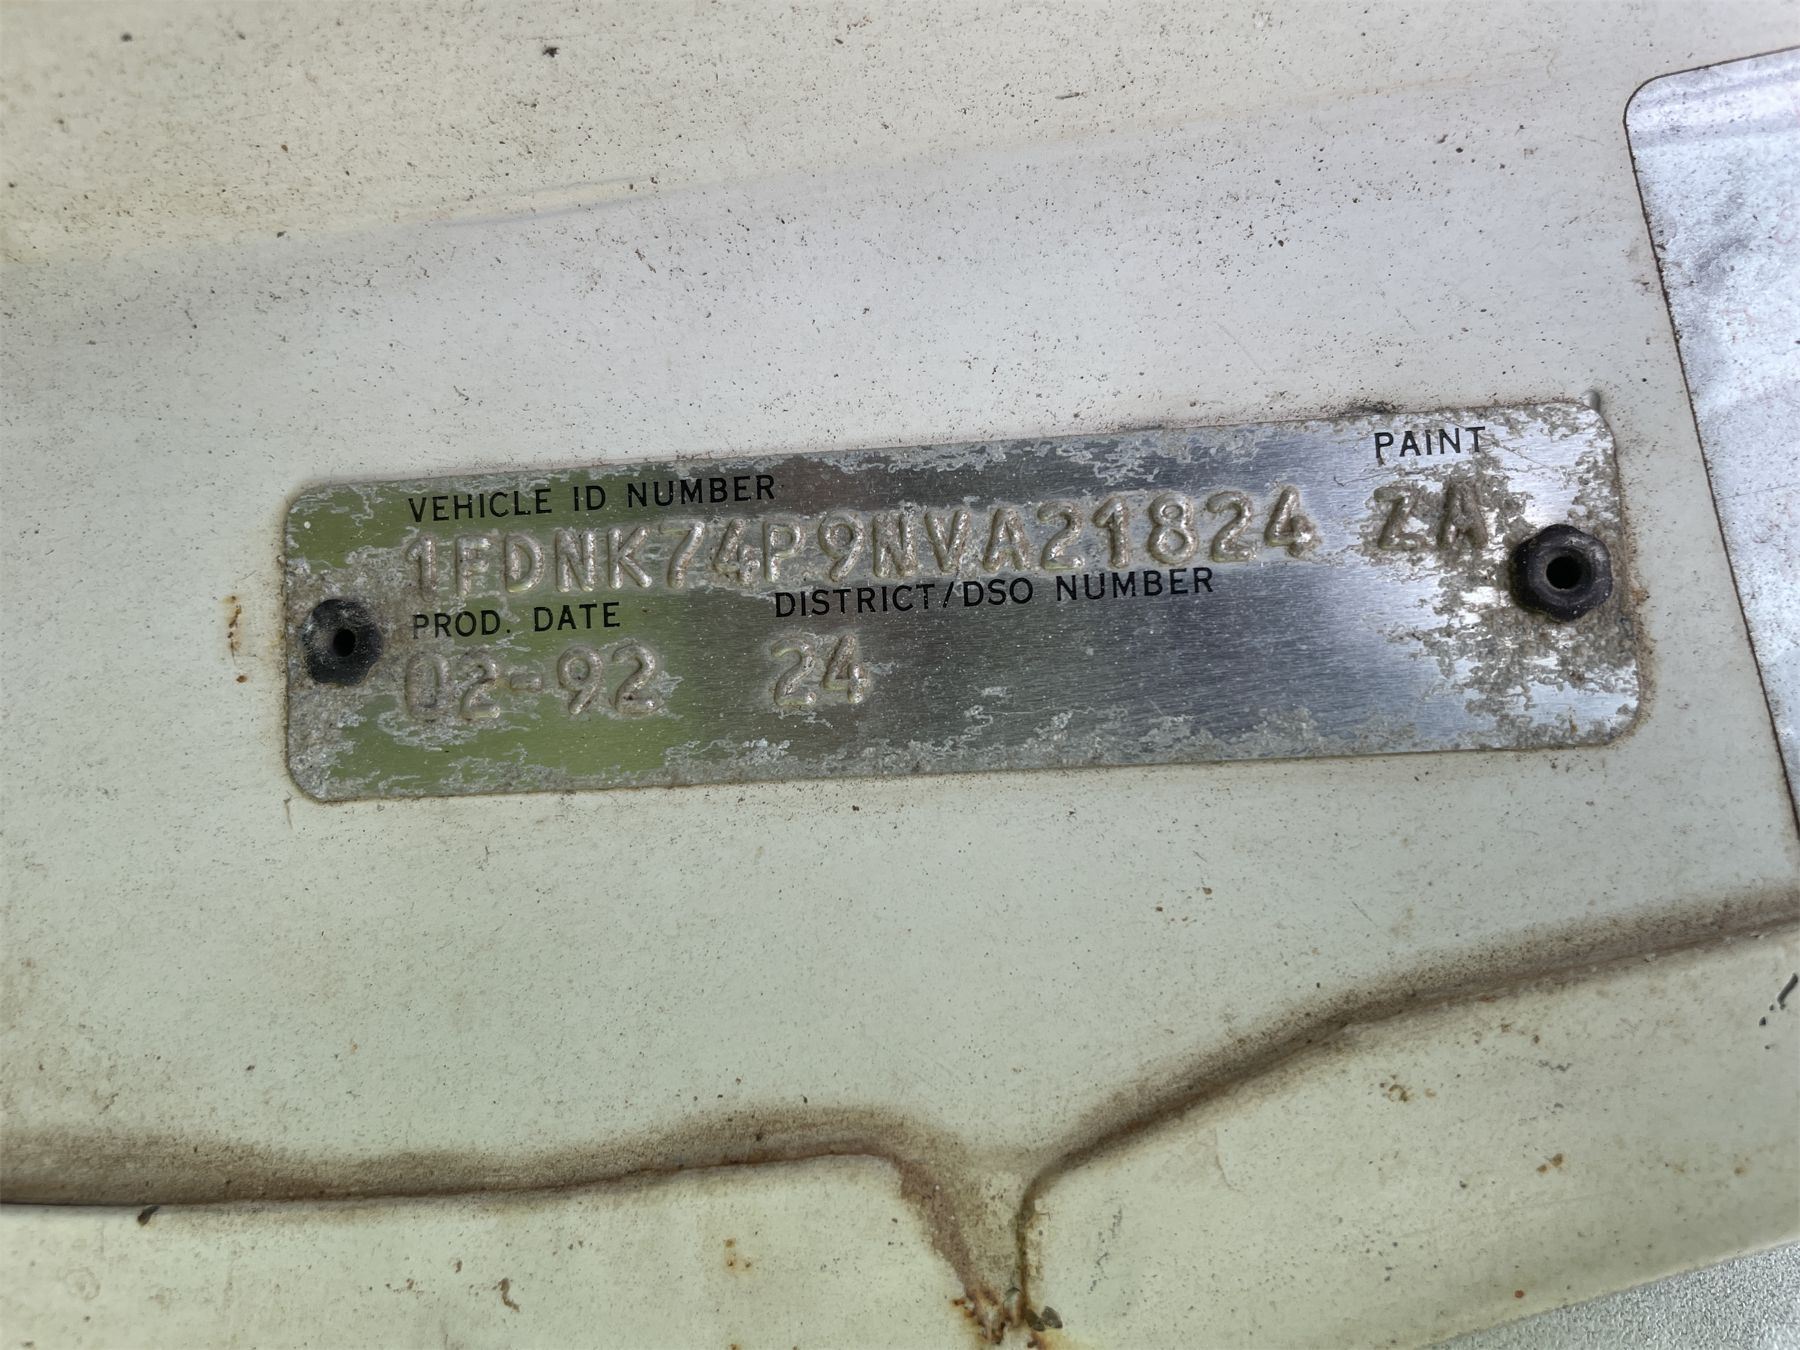 VEHICLE ID NUMBER PAINT
1FDNK74P9NVA21824 ZA
PROD. DATE DISTRICT/DSO NUMBER
02-92 24